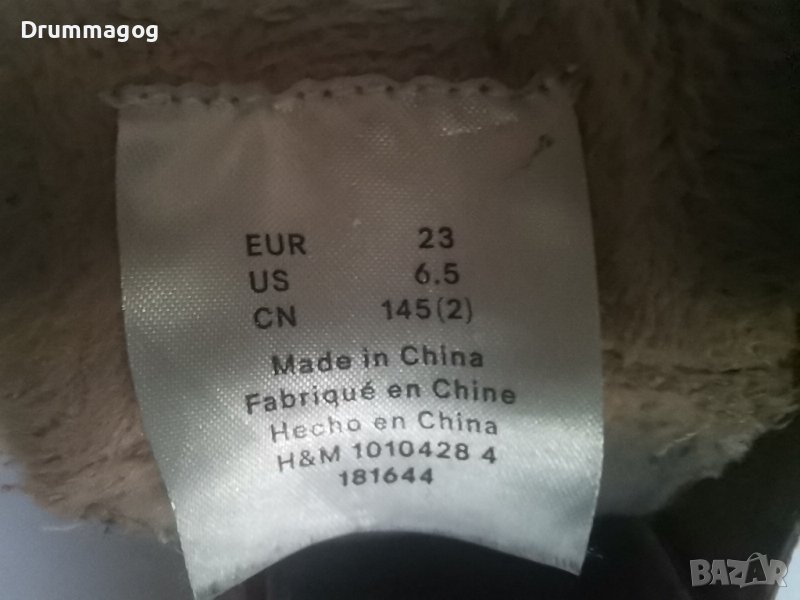 Drummagog
EUR 23
US 6.5
CN 145(2)
Made in China
Fabriqué en Chine
Hecho en China
H&M 1010428 4
181644
BAZAR